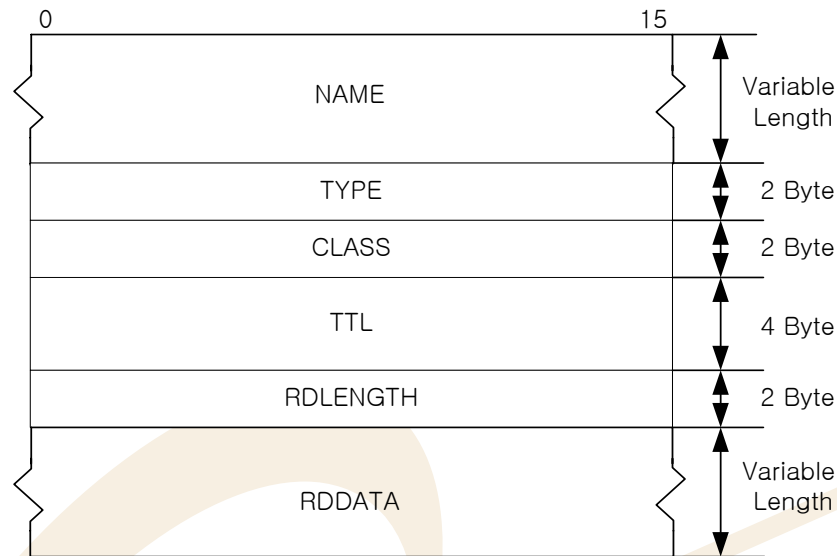 0 15
NAME
Variable
Length
TYPE
2 Byte
CLASS
2 Byte
TTL
4 Byte
RDLENGTH
2 Byte
RDDATA
Variable
Length